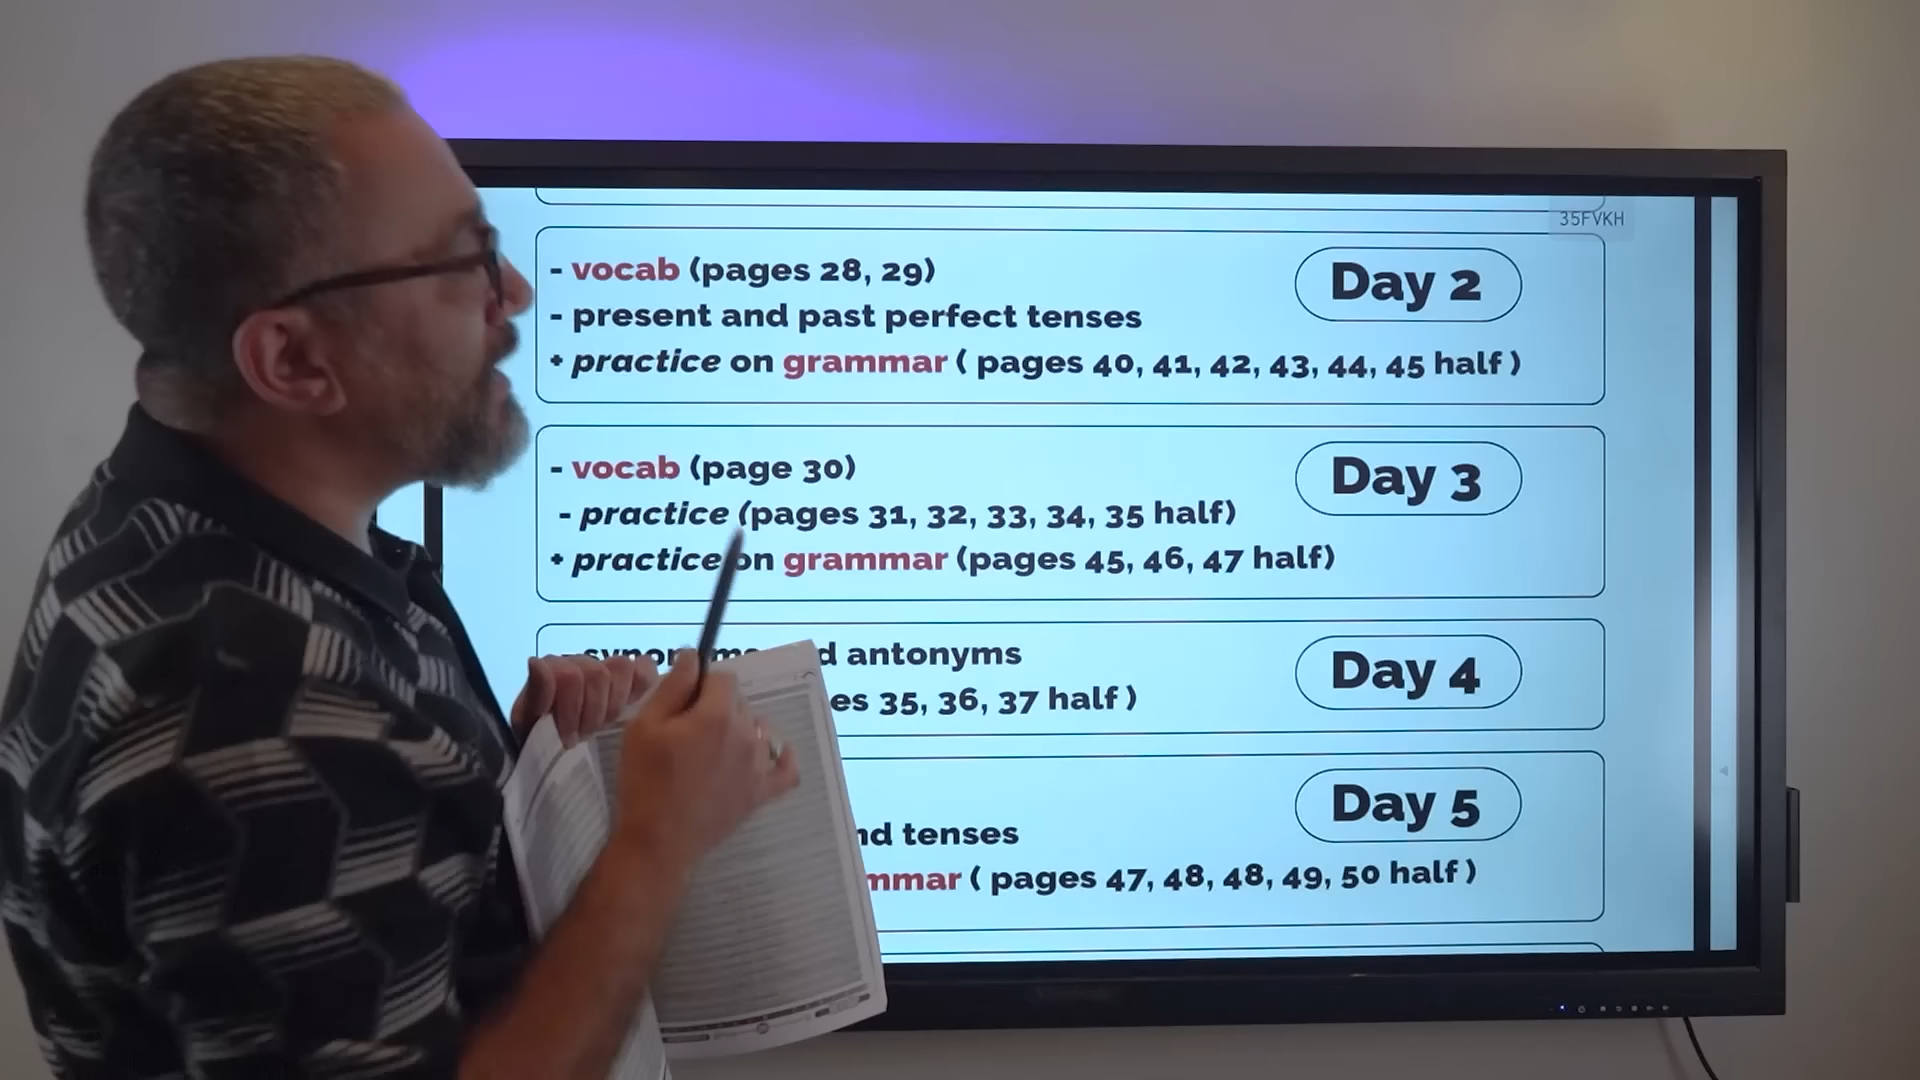 35FVKH
- vocab (pages 28, 29)
Day 2
- present and past perfect tenses
+ practice on grammar ( pages 40, 41, 42, 43, 44, 45 half )
- vocab (page 30)
Day 3
- practice (pages 31, 32, 33, 34, 35 half)
+ practice on grammar (pages 45, 46, 47 half)
antonyms
Day 4
35, 36, 37 half )
Day 5
tenses
( pages 47, 48, 48, 49, 50 half )